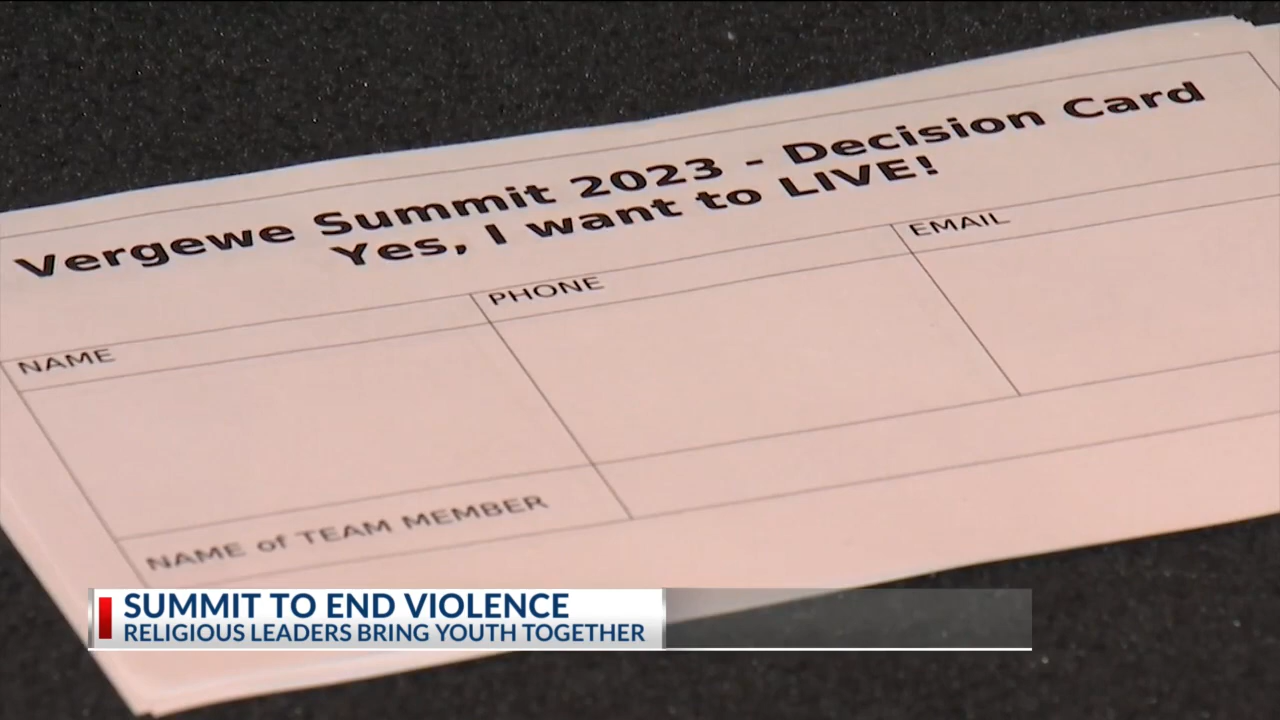 Vergewe Summit 2023 - Decision Card
Yes, I want to LIVE!
NAME
PHONE
EMAIL
NAME of TEAM MEMBER
SUMMIT TO END VIOLENCE
RELIGIOUS LEADERS BRING YOUTH TOGETHER